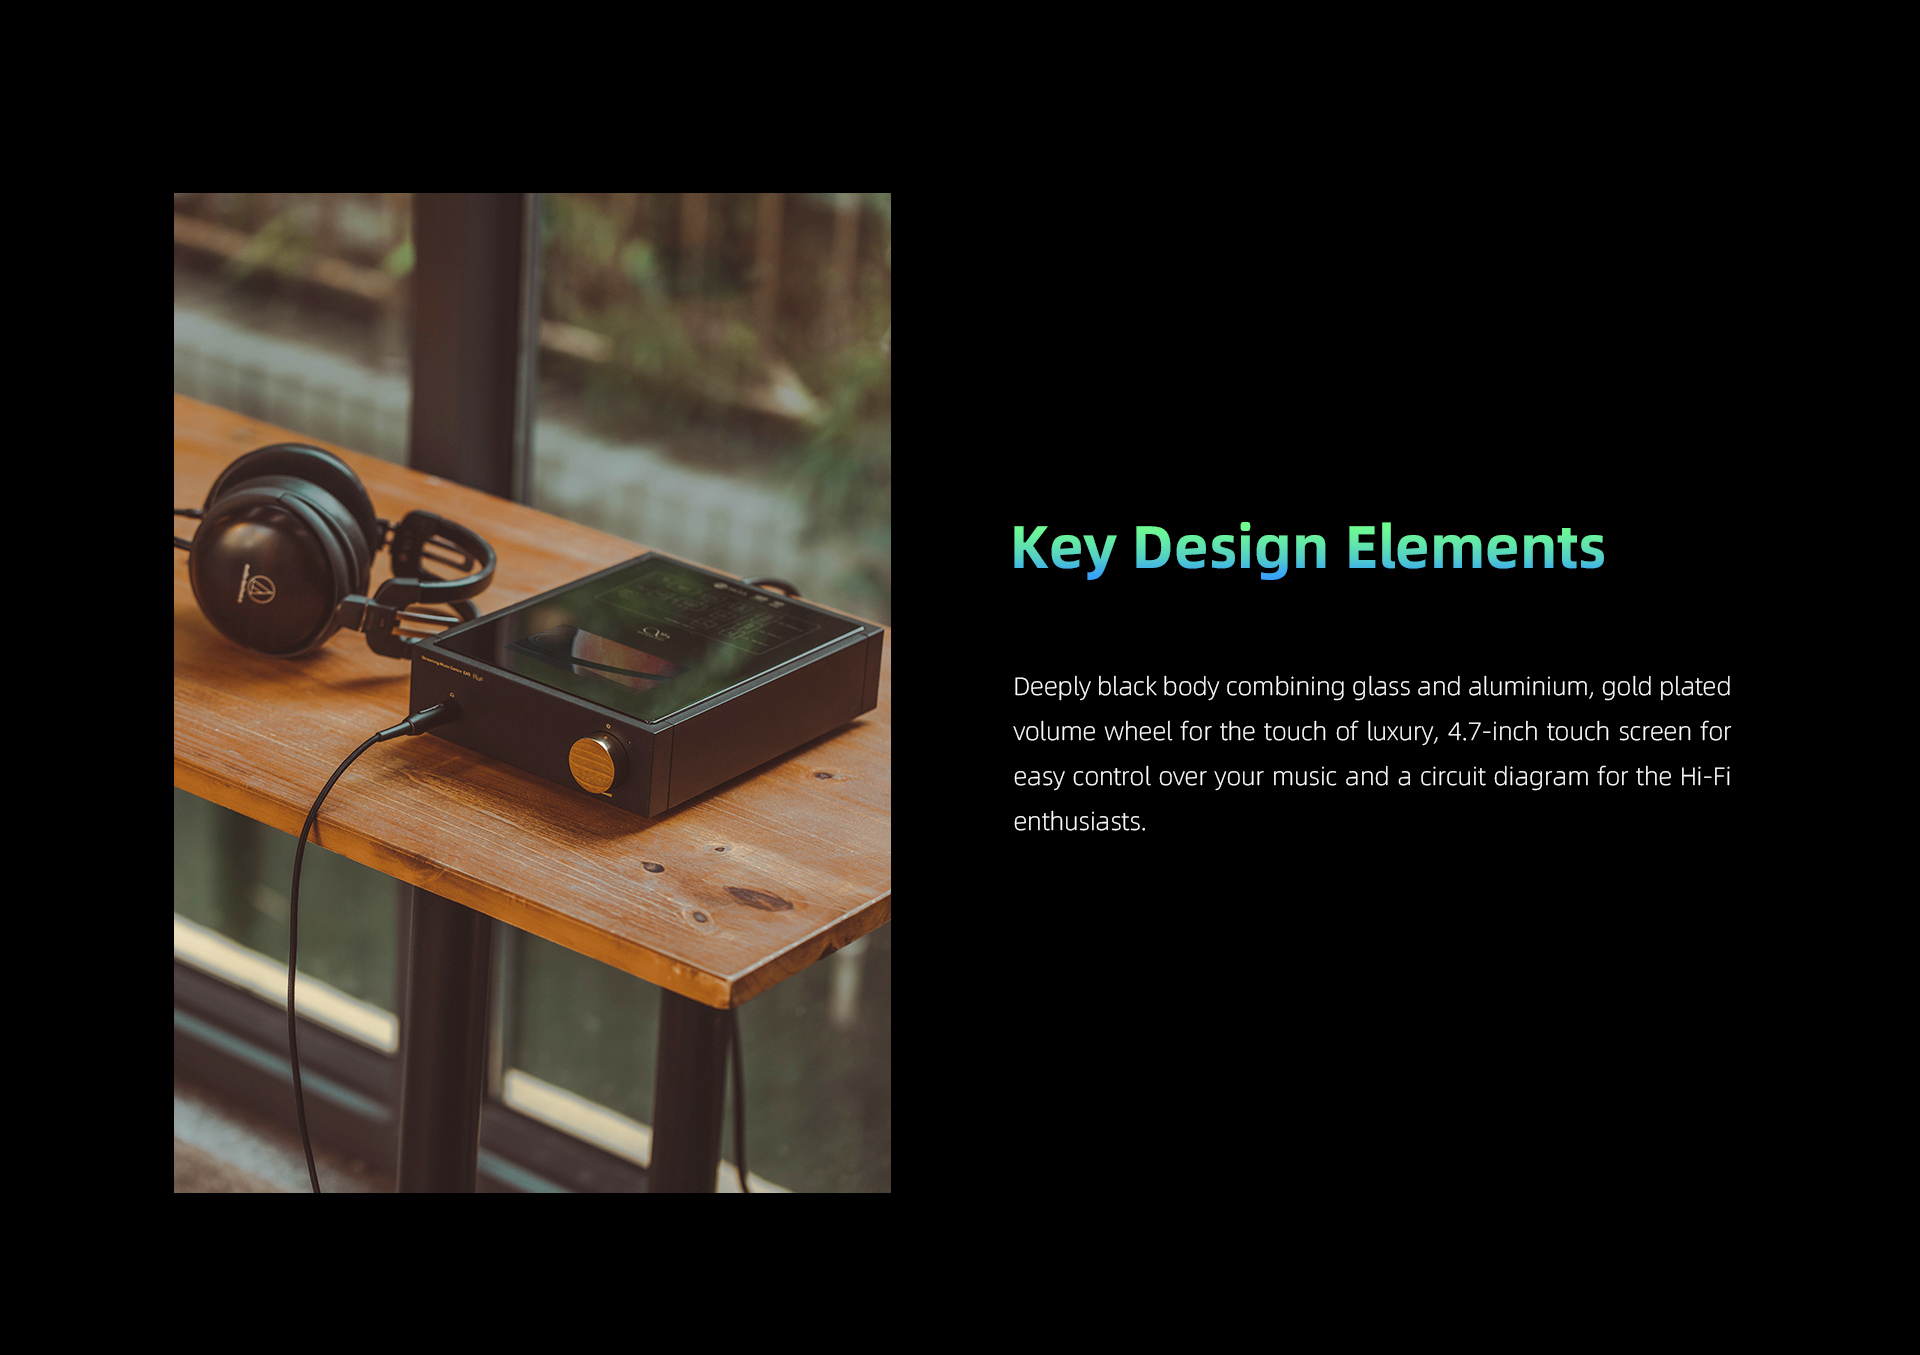 Key Design Elements
Deeply black body combining glass and aluminium, gold plated
volume wheel for the touch of luxury, 4.7-inch touch screen for
easy control over your music and a circuit diagram for the Hi-Fi
enthusiasts.